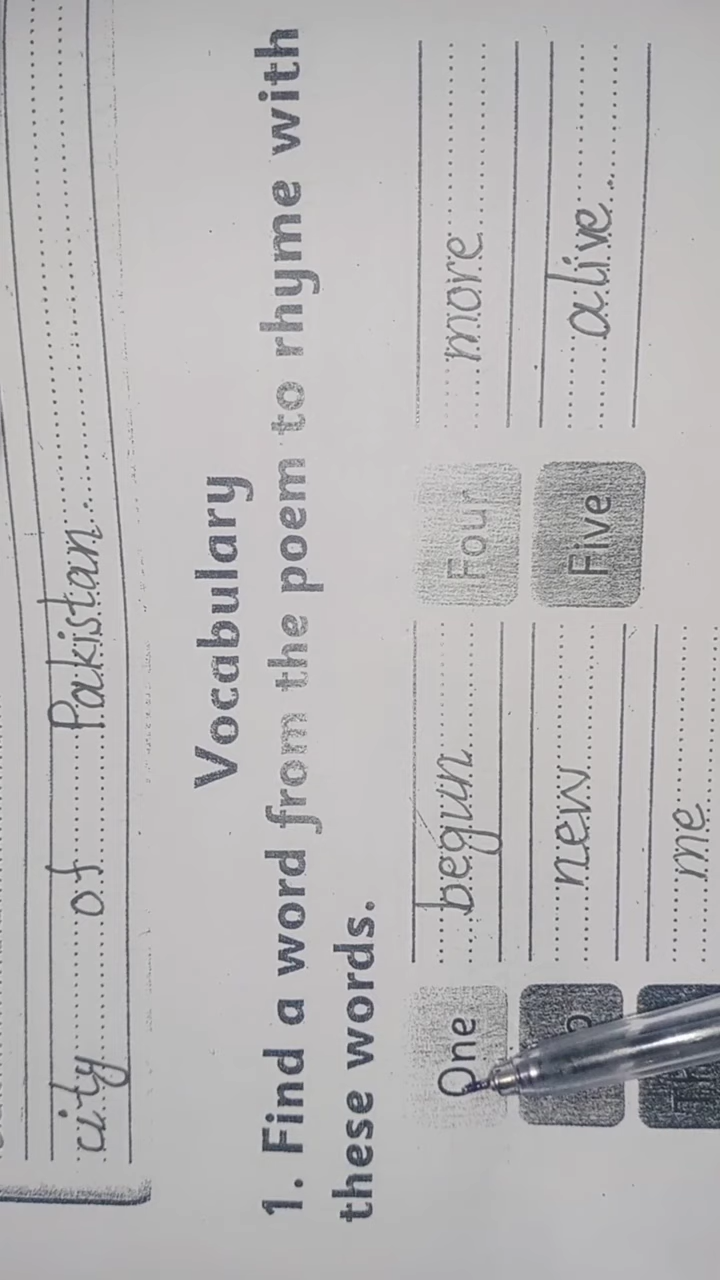 city of Pakistan
Vocabulary
1. Find a word from the poem to rhyme with
these words.
One begun Four more
new Five alive
me